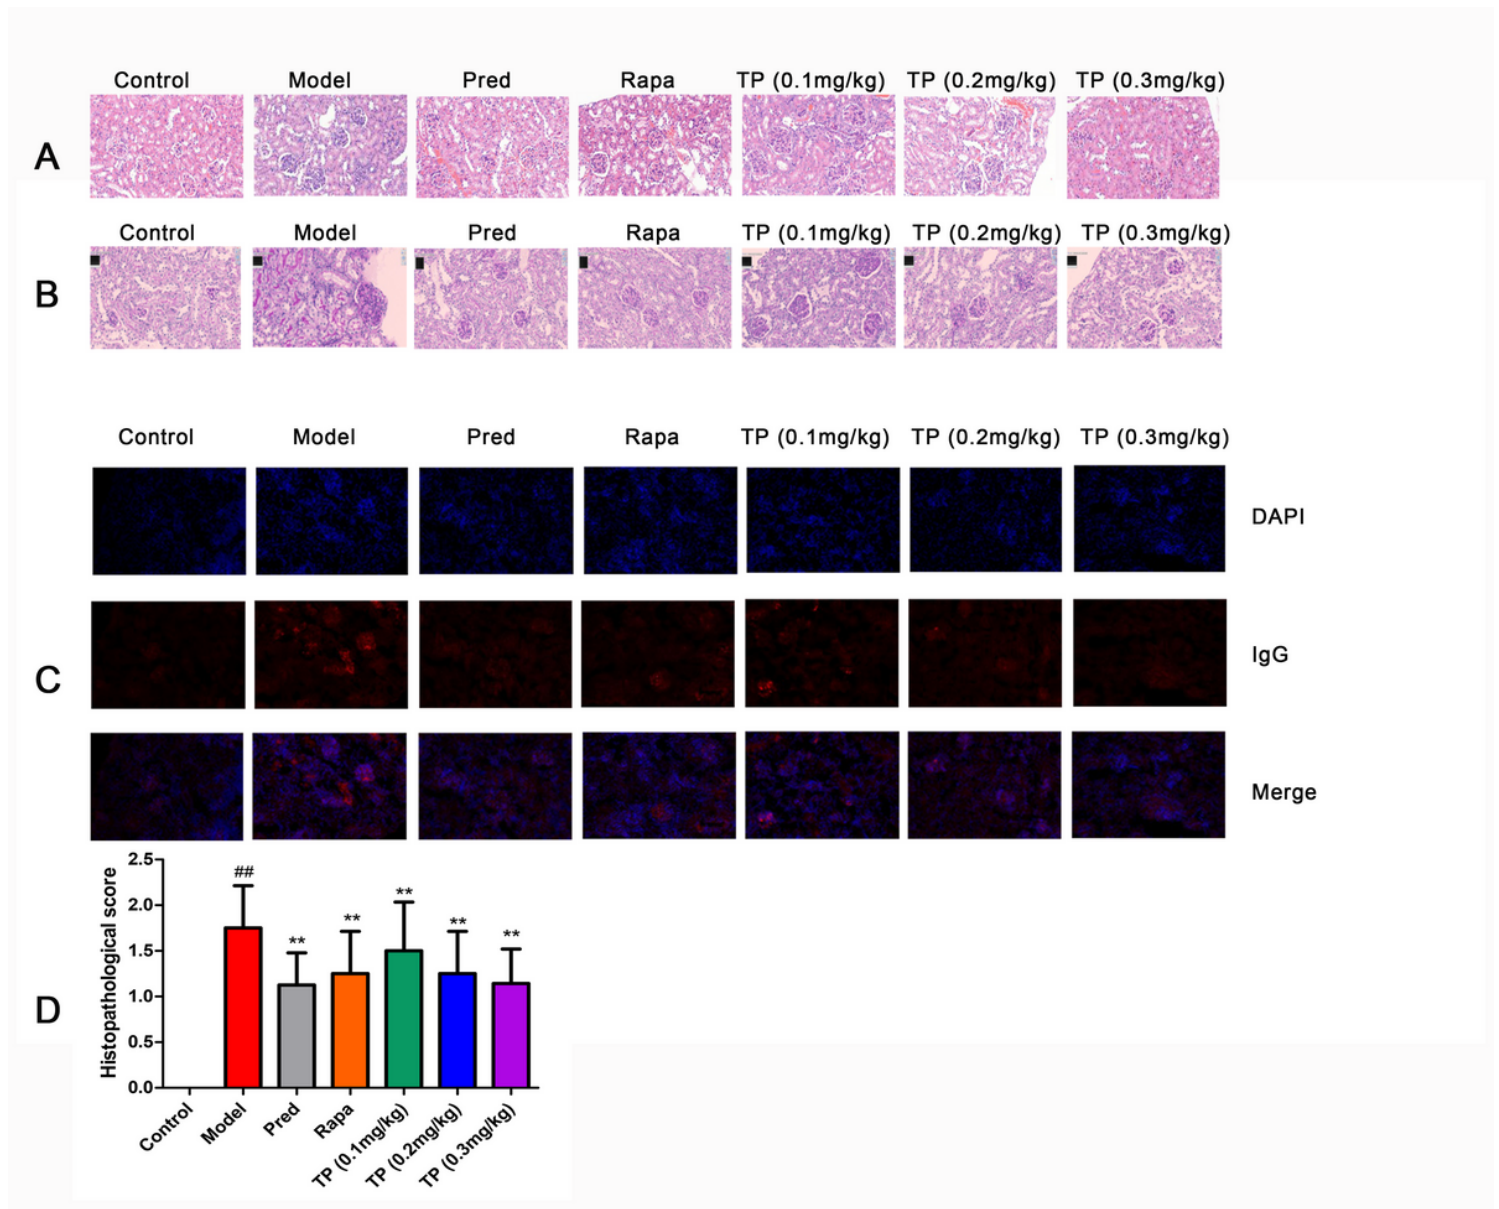 Control Model Pred Rapa TP (0.1mg/kg) TP (0.2mg/kg) TP (0.3mg/kg)
A
Control Model Pred Rapa TP (0.1mg/kg) TP (0.2mg/kg) TP (0.3mg/kg)
B
Control Model Pred Rapa TP (0.1mg/kg) TP (0.2mg/kg) TP (0.3mg/kg)
DAPI
IgG
C
Merge
D
Histopathological score
2.5
2.0
1.5
1.0
0.5
0.0
## ** ** ** ** **
Control Model Pred Rapa TP (0.1mg/kg) TP (0.2mg/kg) TP (0.3mg/kg)